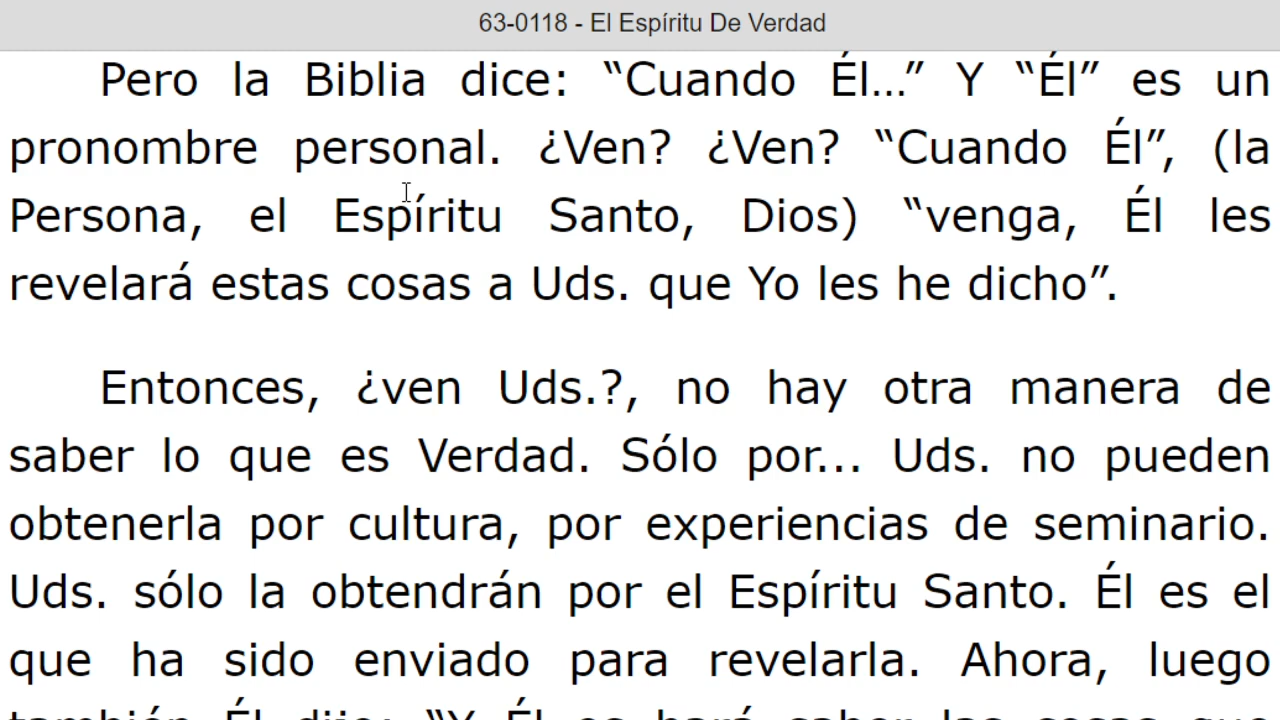 63-0118 - El Espíritu De Verdad
Pero la Biblia dice: “Cuando Él…” Y “Él” es un
pronombre personal. ¿Ven? ¿Ven? “Cuando Él”, (la
Persona, el Espíritu Santo, Dios) “venga, Él les
revelará estas cosas a Uds. que Yo les he dicho”.
Entonces, ¿ven Uds.?, no hay otra manera de
saber lo que es Verdad. Sólo por… Uds. no pueden
obtenerla por cultura, por experiencias de seminario.
Uds. sólo la obtendrán por el Espíritu Santo. Él es el
que ha sido enviado para revelarla. Ahora, luego